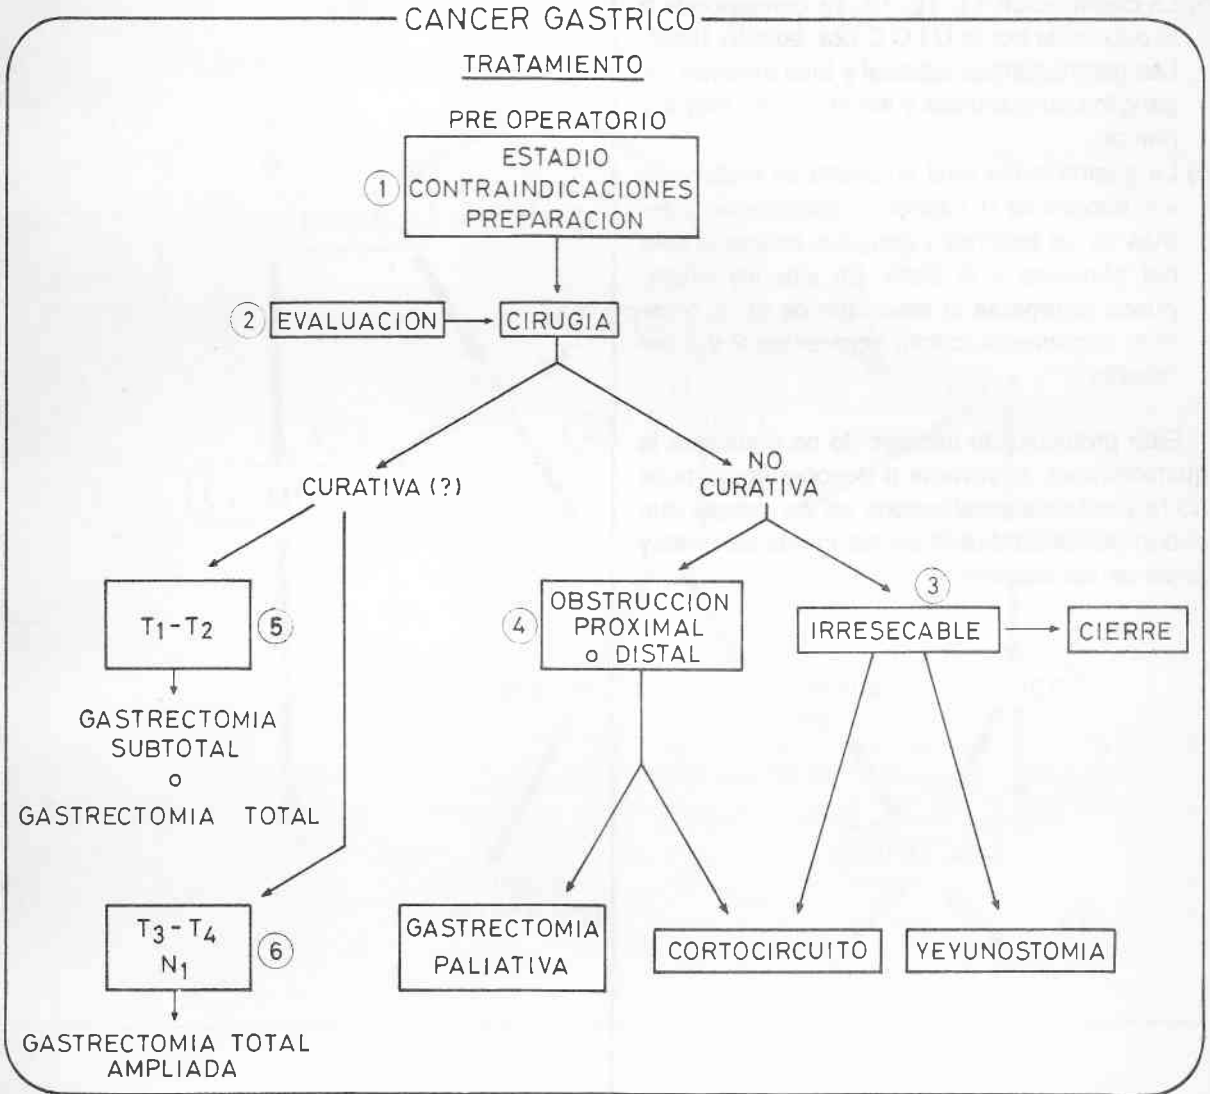 CANCER GASTRICO
TRATAMIENTO
PRE OPERATORIO
ESTADIO
1 CONTRAINDICACIONES
PREPARACION
2 EVALUACION CIRUGIA
CURATIVA (?)
NO
CURATIVA
T1-T2 5
GASTRECTOMIA
SUBTOTAL
o
GASTRECTOMIA TOTAL
T3-T4
N1 6
GASTRECTOMIA TOTAL
AMPLIADA
4 OBSTRUCCION
PROXIMAL
o DISTAL
3
IRRESECABLE CIERRE
GASTRECTOMIA
PALIATIVA
CORTOCIRCUITO YEYUNOSTOMIA